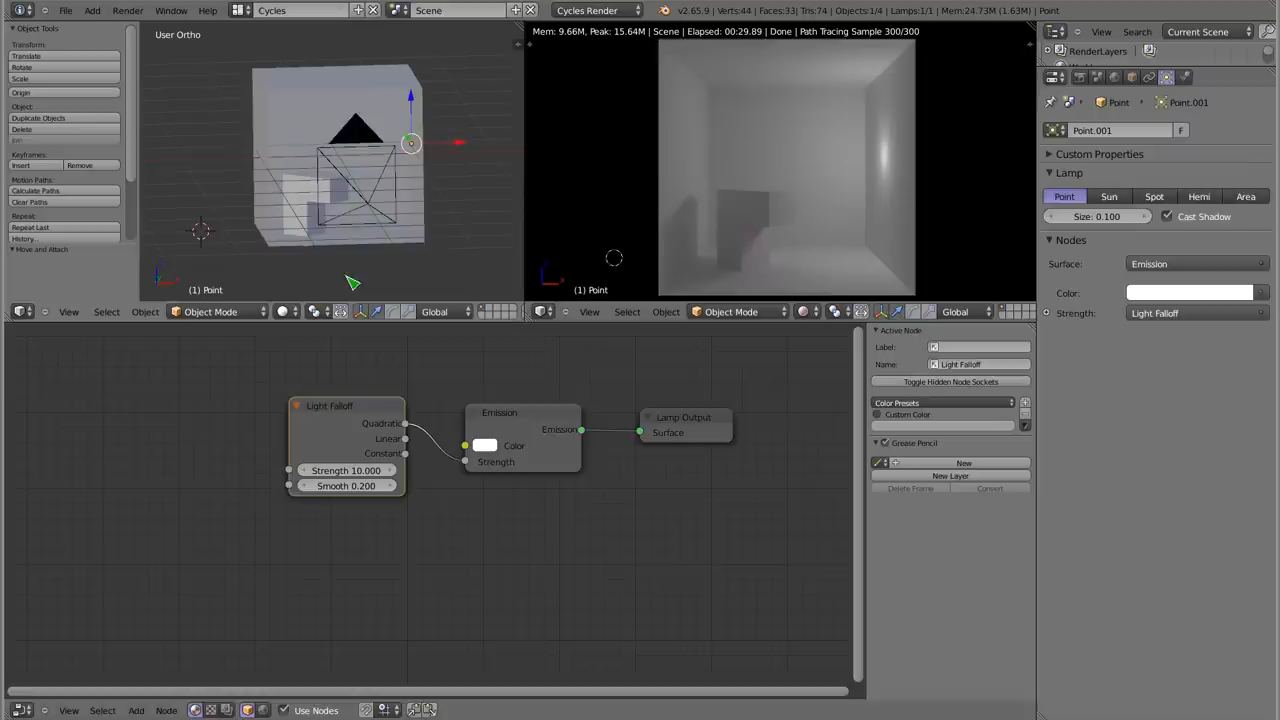 File Add Render Window Help Cycles Scene Cycles Render v2.65.9 | Verts:44 | Faces:33| Tris:74 | Objects:1/4 | Lamps:1/1 | Mem:24.73M (1.63M) | Point
Object Tools
Transform:
Translate
Rotate
Scale
Origin
Object:
Duplicate Objects
Delete
Join
Keyframes:
Insert Remove
Motion Paths:
Calculate Paths
Clear Paths
Repeat:
Repeat Last
History...
Move and Attach
User Ortho
(1) Point
View Select Object Object Mode Global
Mem: 9.66M, Peak: 15.64M | Scene | Elapsed: 00:29.89 | Done | Path Tracing Sample 300/300
(1) Point
View Select Object Object Mode Global
Light Falloff
Quadratic
Linear
Constant
Strength 10.000
Smooth 0.200
Emission
Emission
Color
Strength
Lamp Output
Surface
View Select Add Node Use Nodes
Active Node
Label:
Name: Light Falloff
Toggle Hidden Node Sockets
Color Presets
Custom Color
Grease Pencil
New
New Layer
Delete Frame Convert
View Search Current Scene
RenderLayers
Point Point.001
Point.001 F
Custom Properties
Lamp
Point Sun Spot Hemi Area
Size: 0.100 Cast Shadow
Nodes
Surface: Emission
Color:
Strength: Light Falloff